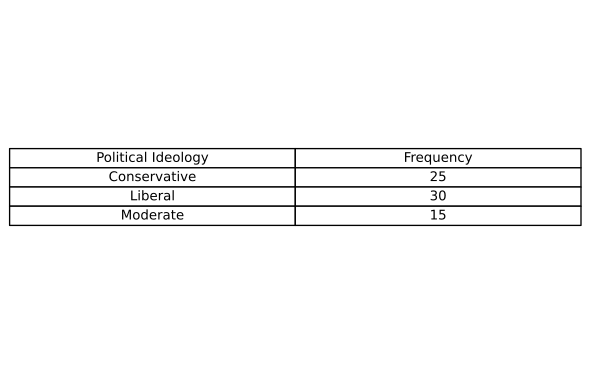 Political Ideology Frequency
Conservative 25
Liberal 30
Moderate 15